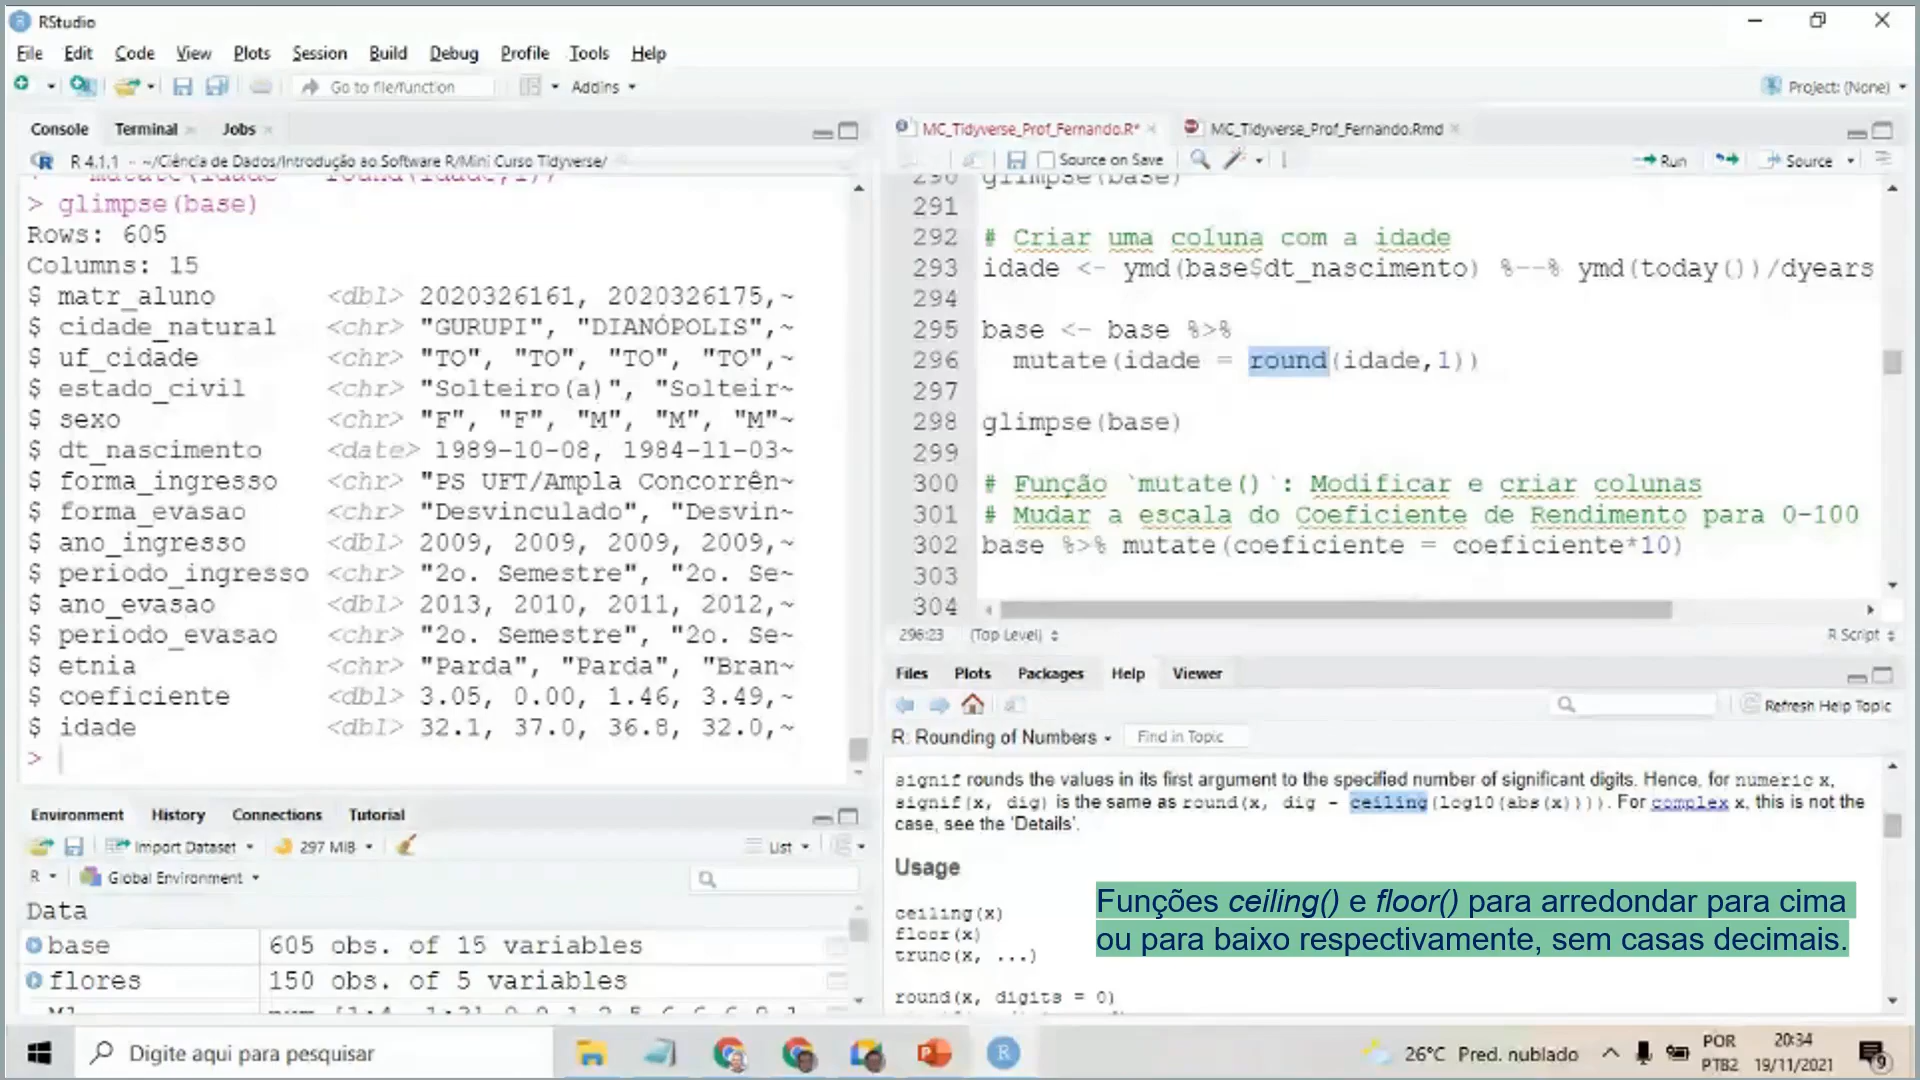 RStudio
File Edit Code View Plots Session Build Debug Profile Tools Help
Go to file/function Addins Project: (None)
Console Terminal Jobs
R 4.1.1 · ~/Ciência de Dados/Introdução ao Software R/Mini Curso Tidyverse/
> glimpse(base)
Rows: 605
Columns: 15
$ matr_aluno <dbl> 2020326161, 2020326175,~
$ cidade_natural <chr> "GURUPI", "DIANÓPOLIS",~
$ uf_cidade <chr> "TO", "TO", "TO", "TO",~
$ estado_civil <chr> "Solteiro(a)", "Solteir~
$ sexo <chr> "F", "F", "M", "M", "M"~
$ dt_nascimento <date> 1989-10-08, 1984-11-03~
$ forma_ingresso <chr> "PS UFT/Ampla Concorrên~
$ forma_evasao <chr> "Desvinculado", "Desvin~
$ ano_ingresso <dbl> 2009, 2009, 2009, 2009,~
$ periodo_ingresso <chr> "2o. Semestre", "2o. Se~
$ ano_evasao <dbl> 2013, 2010, 2011, 2012,~
$ periodo_evasao <chr> "2o. Semestre", "2o. Se~
$ etnia <chr> "Parda", "Parda", "Bran~
$ coeficiente <dbl> 3.05, 0.00, 1.46, 3.49,~
$ idade <dbl> 32.1, 37.0, 36.8, 32.0,~
>
MC_Tidyverse_Prof_Fernando.R* MC_Tidyverse_Prof_Fernando.Rmd
Source on Save Run Source
290 glimpse(base)
291
292 # Criar uma coluna com a idade
293 idade <- ymd(base$dt_nascimento) %--% ymd(today())/dyears
294
295 base <- base %>%
296 mutate(idade = round(idade,1))
297
298 glimpse(base)
299
300 # Função `mutate()`: Modificar e criar colunas
301 # Mudar a escala do Coeficiente de Rendimento para 0-100
302 base %>% mutate(coeficiente = coeficiente*10)
303
304
296:23 (Top Level) R Script
Environment History Connections Tutorial
Import Dataset 297 MiB List
R Global Environment
Data
base 605 obs. of 15 variables
flores 150 obs. of 5 variables
Files Plots Packages Help Viewer
Refresh Help Topic
R: Rounding of Numbers Find in Topic
signif rounds the values in its first argument to the specified number of significant digits. Hence, for numeric x,
signif(x, dig) is the same as round(x, dig - ceiling(log10(abs(x)))). For complex x, this is not the
case, see the ‘Details’.
Usage
ceiling(x)
floor(x)
trunc(x, ...)
round(x, digits = 0)
Funções ceiling() e floor() para arredondar para cima
ou para baixo respectivamente, sem casas decimais.
Digite aqui para pesquisar
26°C Pred. nublado
POR
PTB2
20:34
19/11/2021
9